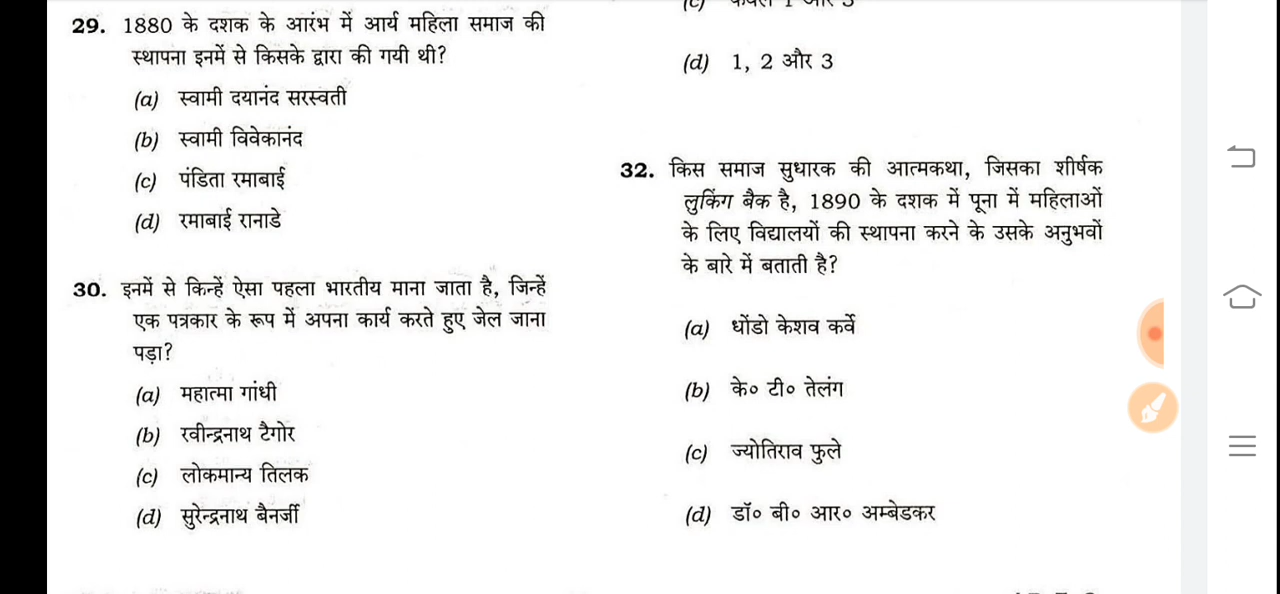 29. 1880 के दशक के आरंभ में आर्य महिला समाज की
स्थापना इनमें से किसके द्वारा की गयी थी?
(a) स्वामी दयानंद सरस्वती
(b) स्वामी विवेकानंद
(c) पंडिता रमाबाई
(d) रमाबाई रानाडे
30. इनमें से किन्हें ऐसा पहला भारतीय माना जाता है, जिन्हें
एक पत्रकार के रूप में अपना कार्य करते हुए जेल जाना
पड़ा?
(a) महात्मा गांधी
(b) रवीन्द्रनाथ टैगोर
(c) लोकमान्य तिलक
(d) सुरेन्द्रनाथ बैनर्जी
(d) 1, 2 और 3
32. किस समाज सुधारक की आत्मकथा, जिसका शीर्षक
लुकिंग बैक है, 1890 के दशक में पूना में महिलाओं
के लिए विद्यालयों की स्थापना करने के उसके अनुभवों
के बारे में बताती है?
(a) धोंडो केशव कर्वे
(b) के० टी० तेलंग
(c) ज्योतिराव फुले
(d) डॉ० बी० आर० अम्बेडकर